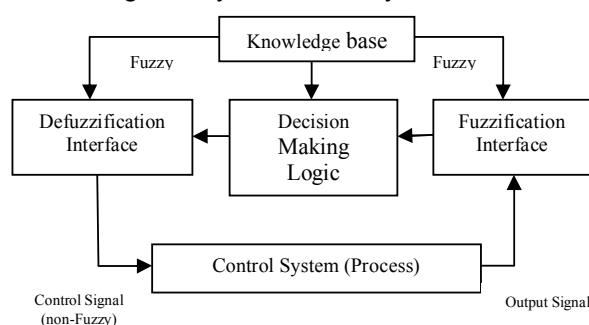 Knowledge base
Fuzzy
Fuzzy
Defuzzification
Interface
Decision
Making
Logic
Fuzzification
Interface
Control System (Process)
Control Signal
(non-Fuzzy)
Output Signal